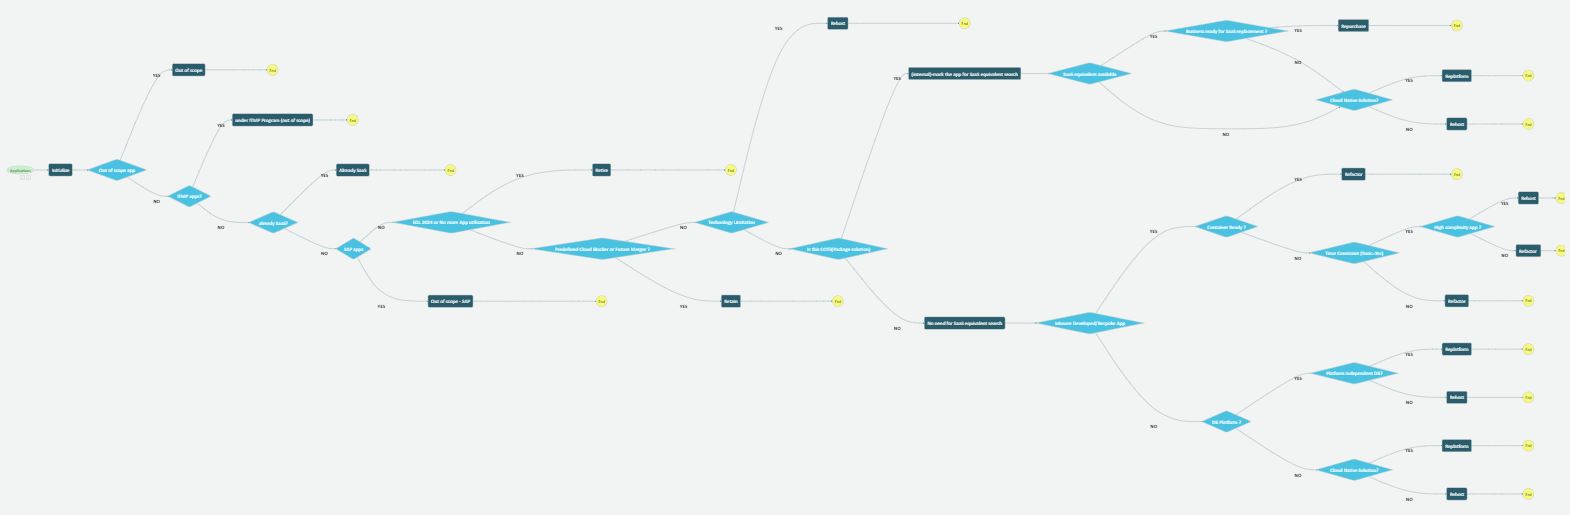 Applications
Initialize
Out of scope app
YES
Out of scope
End
NO
ITMP apps?
YES
under ITMP Program (out of scope)
End
NO
Already SaaS?
YES
Already SaaS
End
NO
SAP apps
YES
Out of scope - SAP
End
NO
EOL 2024 or No more App utilization
YES
Retire
End
NO
Predefined Cloud Blocker or Future Merger ?
YES
Retain
End
NO
Technology Limitation
YES
Rehost
End
NO
Is this COTS(Package solution)
YES
(internal)-mark the app for SaaS equivalent search
SaaS equivalent available
YES
Business ready for SaaS replacement ?
YES
Repurchase
End
NO
NO
Cloud Native Solution?
YES
Replatform
End
NO
Rehost
End
NO
No need for SaaS equivalent search
Inhouse Developed/ Bespoke App
YES
Container Ready ?
YES
Refactor
End
NO
Time Constraint
YES
High complexity app ?
YES
Rehost
End
NO
Refactor
End
NO
Refactor
End
NO
DB Platform ?
YES
Platform Independent DB?
YES
Replatform
End
NO
Rehost
End
NO
Cloud Native Solution?
YES
Replatform
End
NO
Rehost
End